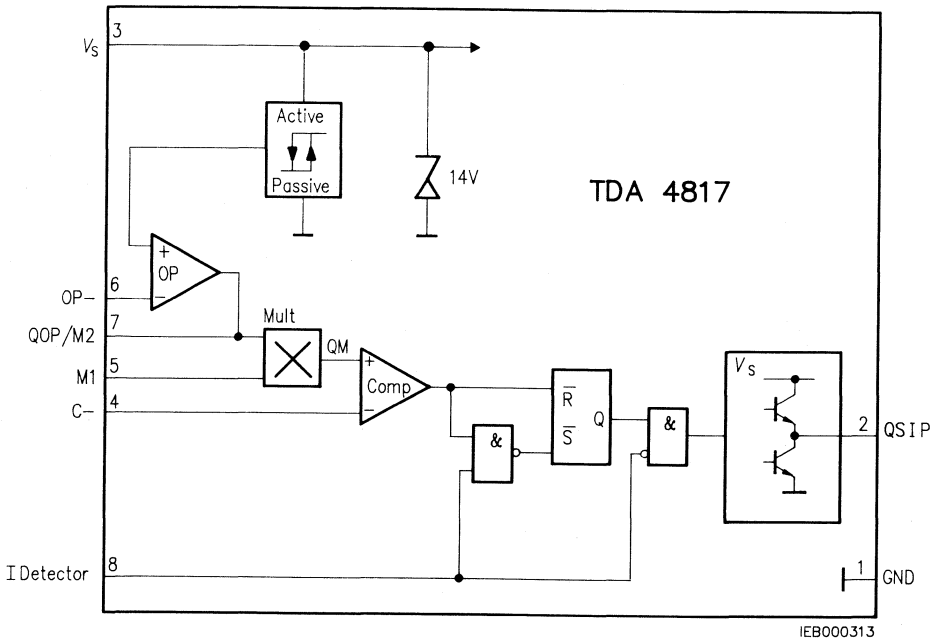 3
Vs
Active
Passive
14V
TDA 4817
+
OP
-
6
OP-
7
QOP/M2
Mult
QM
5
M1
+
Comp
-
4
C-
R
S
Q
&
&
Vs
2
QSIP
8
I Detector
1
GND
IEB000313